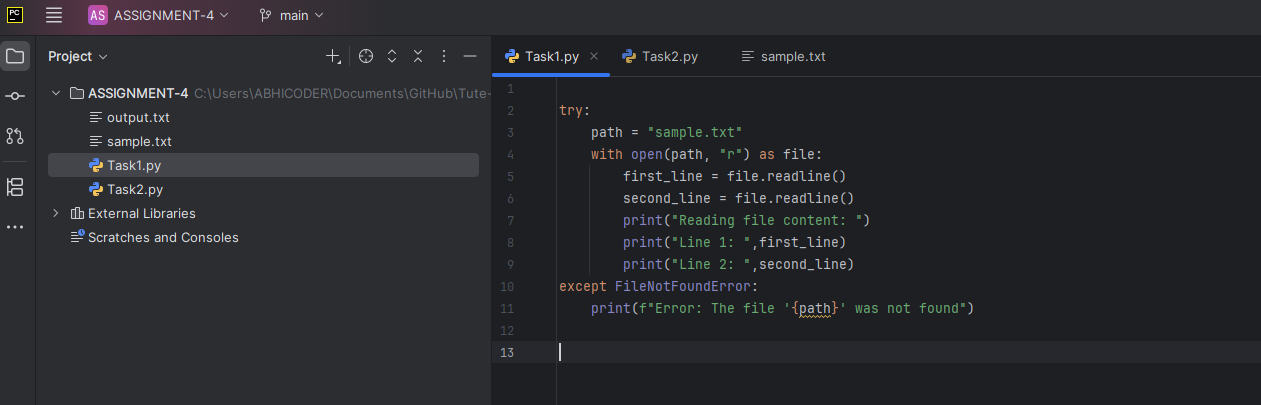 PC
AS ASSIGNMENT-4 main
Project
ASSIGNMENT-4 C:\Users\ABHICODER\Documents\GitHub\Tute-
output.txt
sample.txt
Task1.py
Task2.py
External Libraries
Scratches and Consoles
Task1.py Task2.py sample.txt
1
2 try:
3     path = "sample.txt"
4     with open(path, "r") as file:
5         first_line = file.readline()
6         second_line = file.readline()
7         print("Reading file content: ")
8         print("Line 1: ",first_line)
9         print("Line 2: ",second_line)
10 except FileNotFoundError:
11     print(f"Error: The file '{path}' was not found")
12
13